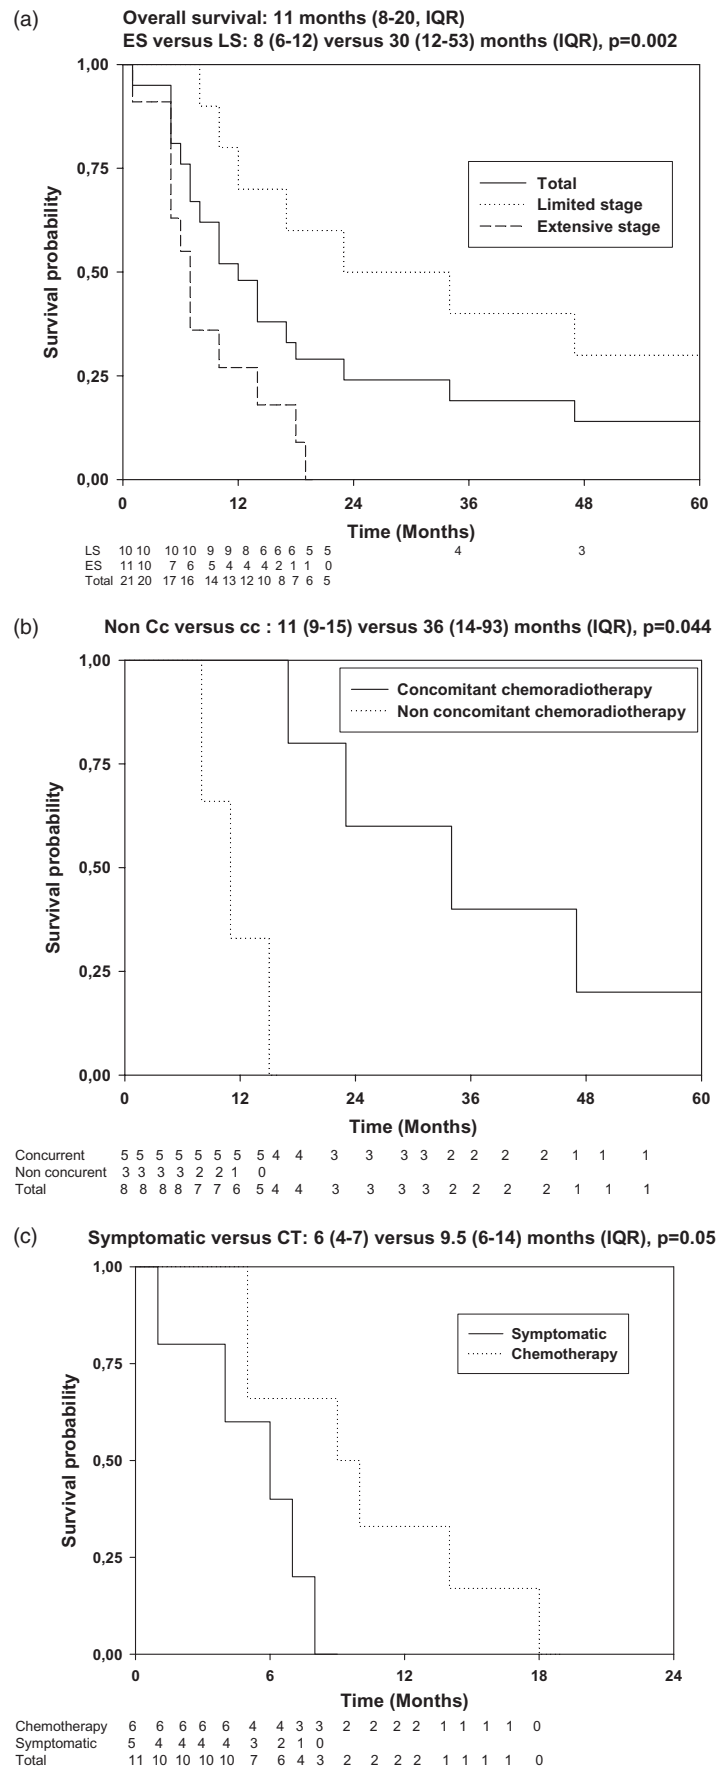 (a)
Overall survival: 11 months (8-20, IQR)
ES versus LS: 8 (6-12) versus 30 (12-53) months (IQR), p=0.002
1,00
0,75
0,50
0,25
0,00
Survival probability
Total
Limited stage
Extensive stage
0 12 24 36 48 60
Time (Months)
LS 10 10 10 10 9 9 8 6 6 6 5 5 4 3
ES 11 10 7 6 5 4 4 4 2 1 1 0
Total 21 20 17 16 14 13 12 10 8 7 6 5
(b)
Non Cc versus cc : 11 (9-15) versus 36 (14-93) months (IQR), p=0.044
1,00
0,75
0,50
0,25
0,00
Survival probability
Concomitant chemoradiotherapy
Non concomitant chemoradiotherapy
0 12 24 36 48 60
Time (Months)
Concurrent 5 5 5 5 5 5 5 5 4 4 3 3 3 3 2 2 2 2 1 1 1
Non concurent 3 3 3 3 2 2 1 0
Total 8 8 8 8 7 7 6 5 4 4 3 3 3 3 2 2 2 2 1 1 1
(c)
Symptomatic versus CT: 6 (4-7) versus 9.5 (6-14) months (IQR), p=0.05
1,00
0,75
0,50
0,25
0,00
Survival probability
Symptomatic
Chemotherapy
0 6 12 18 24
Time (Months)
Chemotherapy 6 6 6 6 6 4 4 3 3 2 2 2 2 1 1 1 1 0
Symptomatic 5 4 4 4 4 3 2 1 0
Total 11 10 10 10 10 7 6 4 3 2 2 2 2 1 1 1 1 0